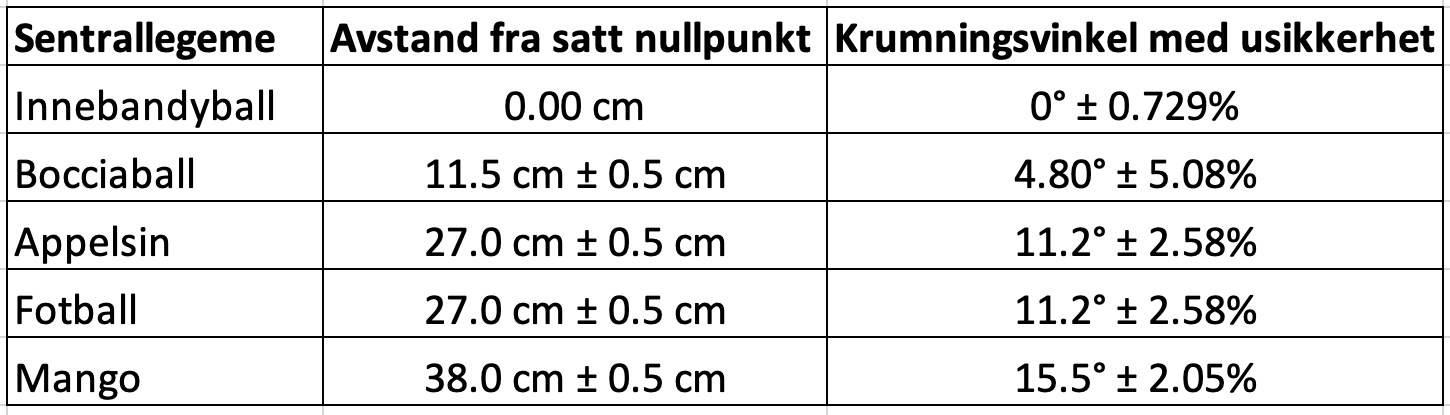 Sentrallegeme Avstand fra satt nullpunkt Krumningsvinkel med usikkerhet
Innebandyball 0.00 cm 0° ± 0.729%
Bocciaball 11.5 cm ± 0.5 cm 4.80° ± 5.08%
Appelsin 27.0 cm ± 0.5 cm 11.2° ± 2.58%
Fotball 27.0 cm ± 0.5 cm 11.2° ± 2.58%
Mango 38.0 cm ± 0.5 cm 15.5° ± 2.05%